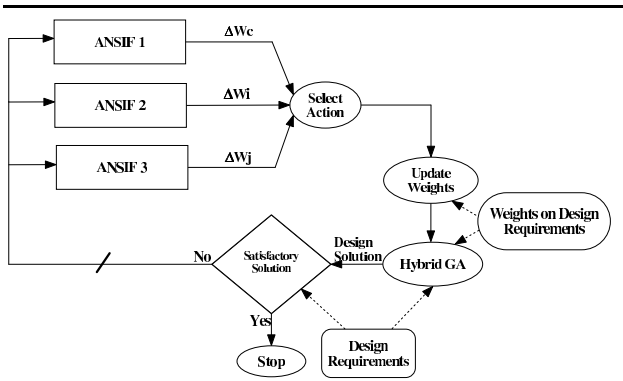 ANSIF 1
ΔWc
ANSIF 2
ΔWi
Select
Action
ANSIF 3
ΔWj
Update
Weights
Weights on Design
Requirements
No
Satisfactory
Solution
Design
Solution
Hybrid GA
Yes
Stop
Design
Requirements